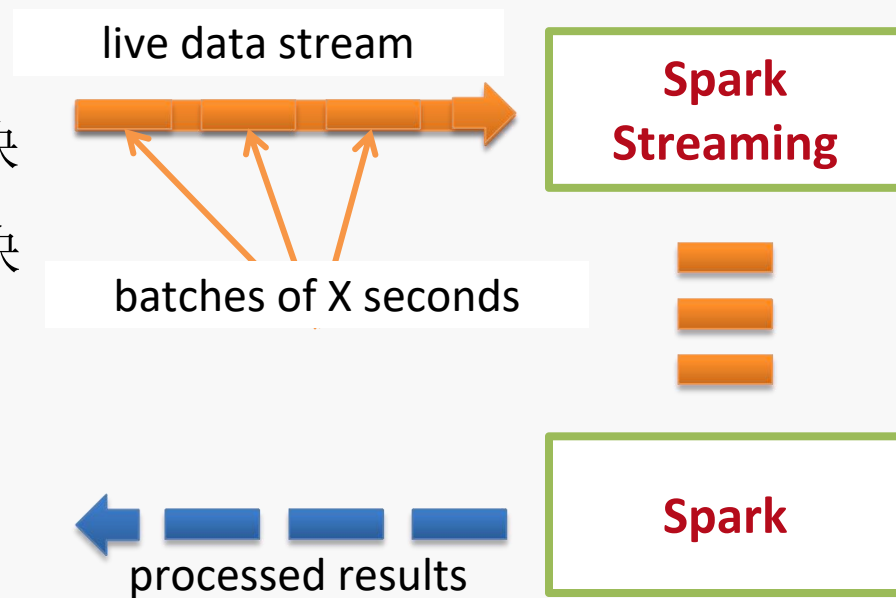 live data stream
Spark
Streaming
batches of X seconds
Spark
processed results